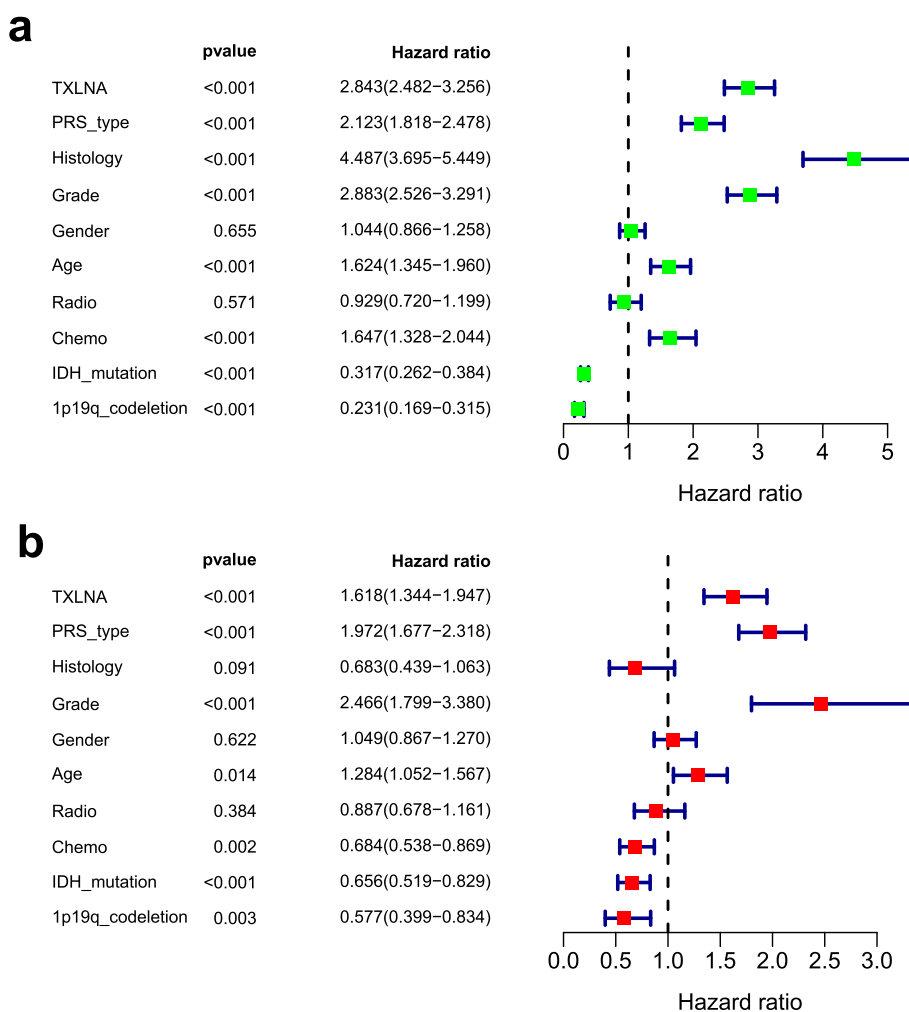 a
pvalue Hazard ratio
TXLNA <0.001 2.843(2.482−3.256)
PRS_type <0.001 2.123(1.818−2.478)
Histology <0.001 4.487(3.695−5.449)
Grade <0.001 2.883(2.526−3.291)
Gender 0.655 1.044(0.866−1.258)
Age <0.001 1.624(1.345−1.960)
Radio 0.571 0.929(0.720−1.199)
Chemo <0.001 1.647(1.328−2.044)
IDH_mutation <0.001 0.317(0.262−0.384)
1p19q_codeletion <0.001 0.231(0.169−0.315)
0 1 2 3 4 5
Hazard ratio
b
pvalue Hazard ratio
TXLNA <0.001 1.618(1.344−1.947)
PRS_type <0.001 1.972(1.677−2.318)
Histology 0.091 0.683(0.439−1.063)
Grade <0.001 2.466(1.799−3.380)
Gender 0.622 1.049(0.867−1.270)
Age 0.014 1.284(1.052−1.567)
Radio 0.384 0.887(0.678−1.161)
Chemo 0.002 0.684(0.538−0.869)
IDH_mutation <0.001 0.656(0.519−0.829)
1p19q_codeletion 0.003 0.577(0.399−0.834)
0.0 0.5 1.0 1.5 2.0 2.5 3.0
Hazard ratio